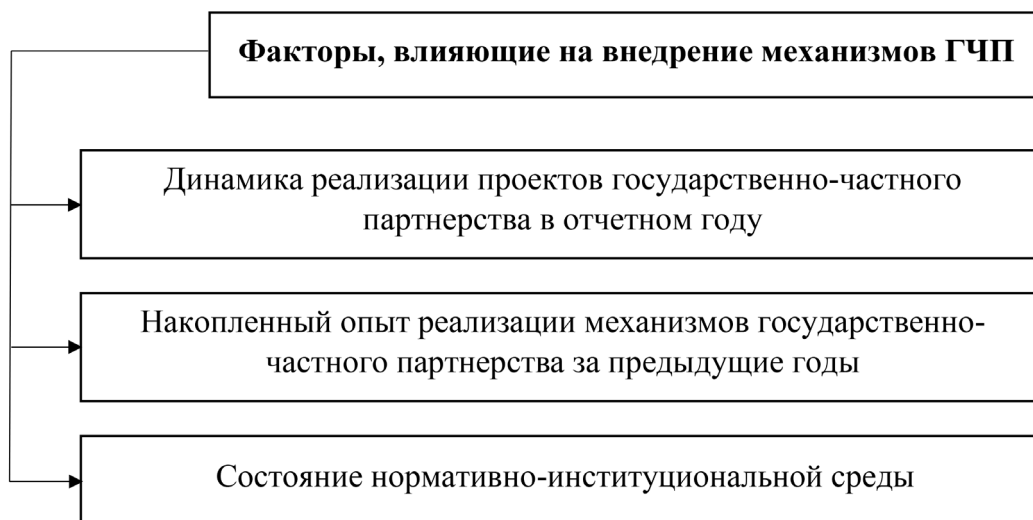 Факторы, влияющие на внедрение механизмов ГЧП
Динамика реализации проектов государственно-частного
партнерства в отчетном году
Накопленный опыт реализации механизмов государственно-
частного партнерства за предыдущие годы
Состояние нормативно-институциональной среды